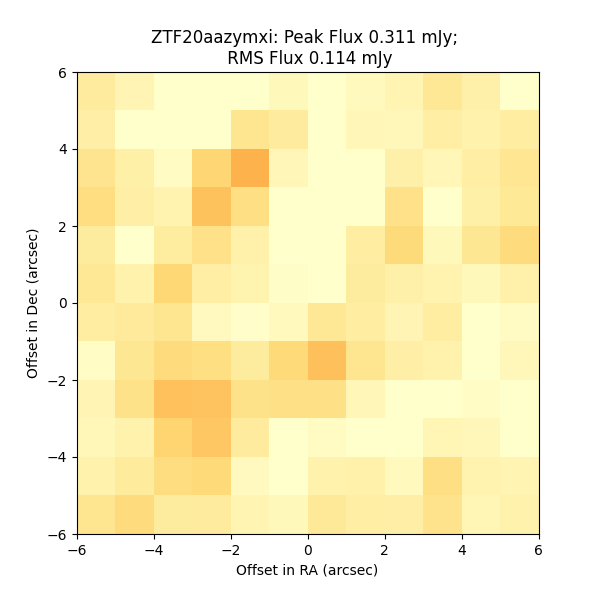 ZTF20aazymxi: Peak Flux 0.311 mJy;
RMS Flux 0.114 mJy
6
4
2
0
−2
−4
−6
Offset in Dec (arcsec)
−6 −4 −2 0 2 4 6
Offset in RA (arcsec)